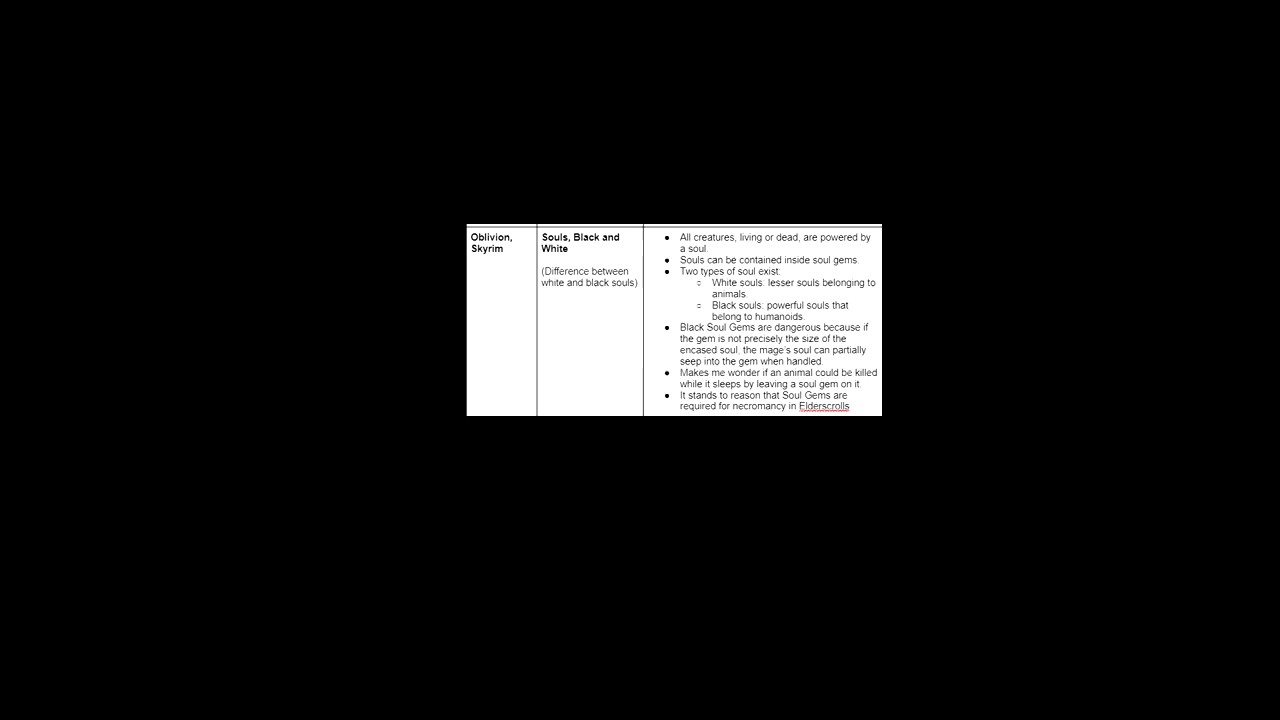 Oblivion,
Skyrim
Souls, Black and
White
(Difference between
white and black souls)
● All creatures, living or dead, are powered by
a soul.
● Souls can be contained inside soul gems.
● Two types of soul exist:
○ White souls: lesser souls belonging to
animals.
○ Black souls: powerful souls that
belong to humanoids.
● Black Soul Gems are dangerous because if
the gem is not precisely the size of the
encased soul, the mage's soul can partially
seep into the gem when handled.
● Makes me wonder if an animal could be killed
while it sleeps by leaving a soul gem on it.
● It stands to reason that Soul Gems are
required for necromancy in Elderscrolls